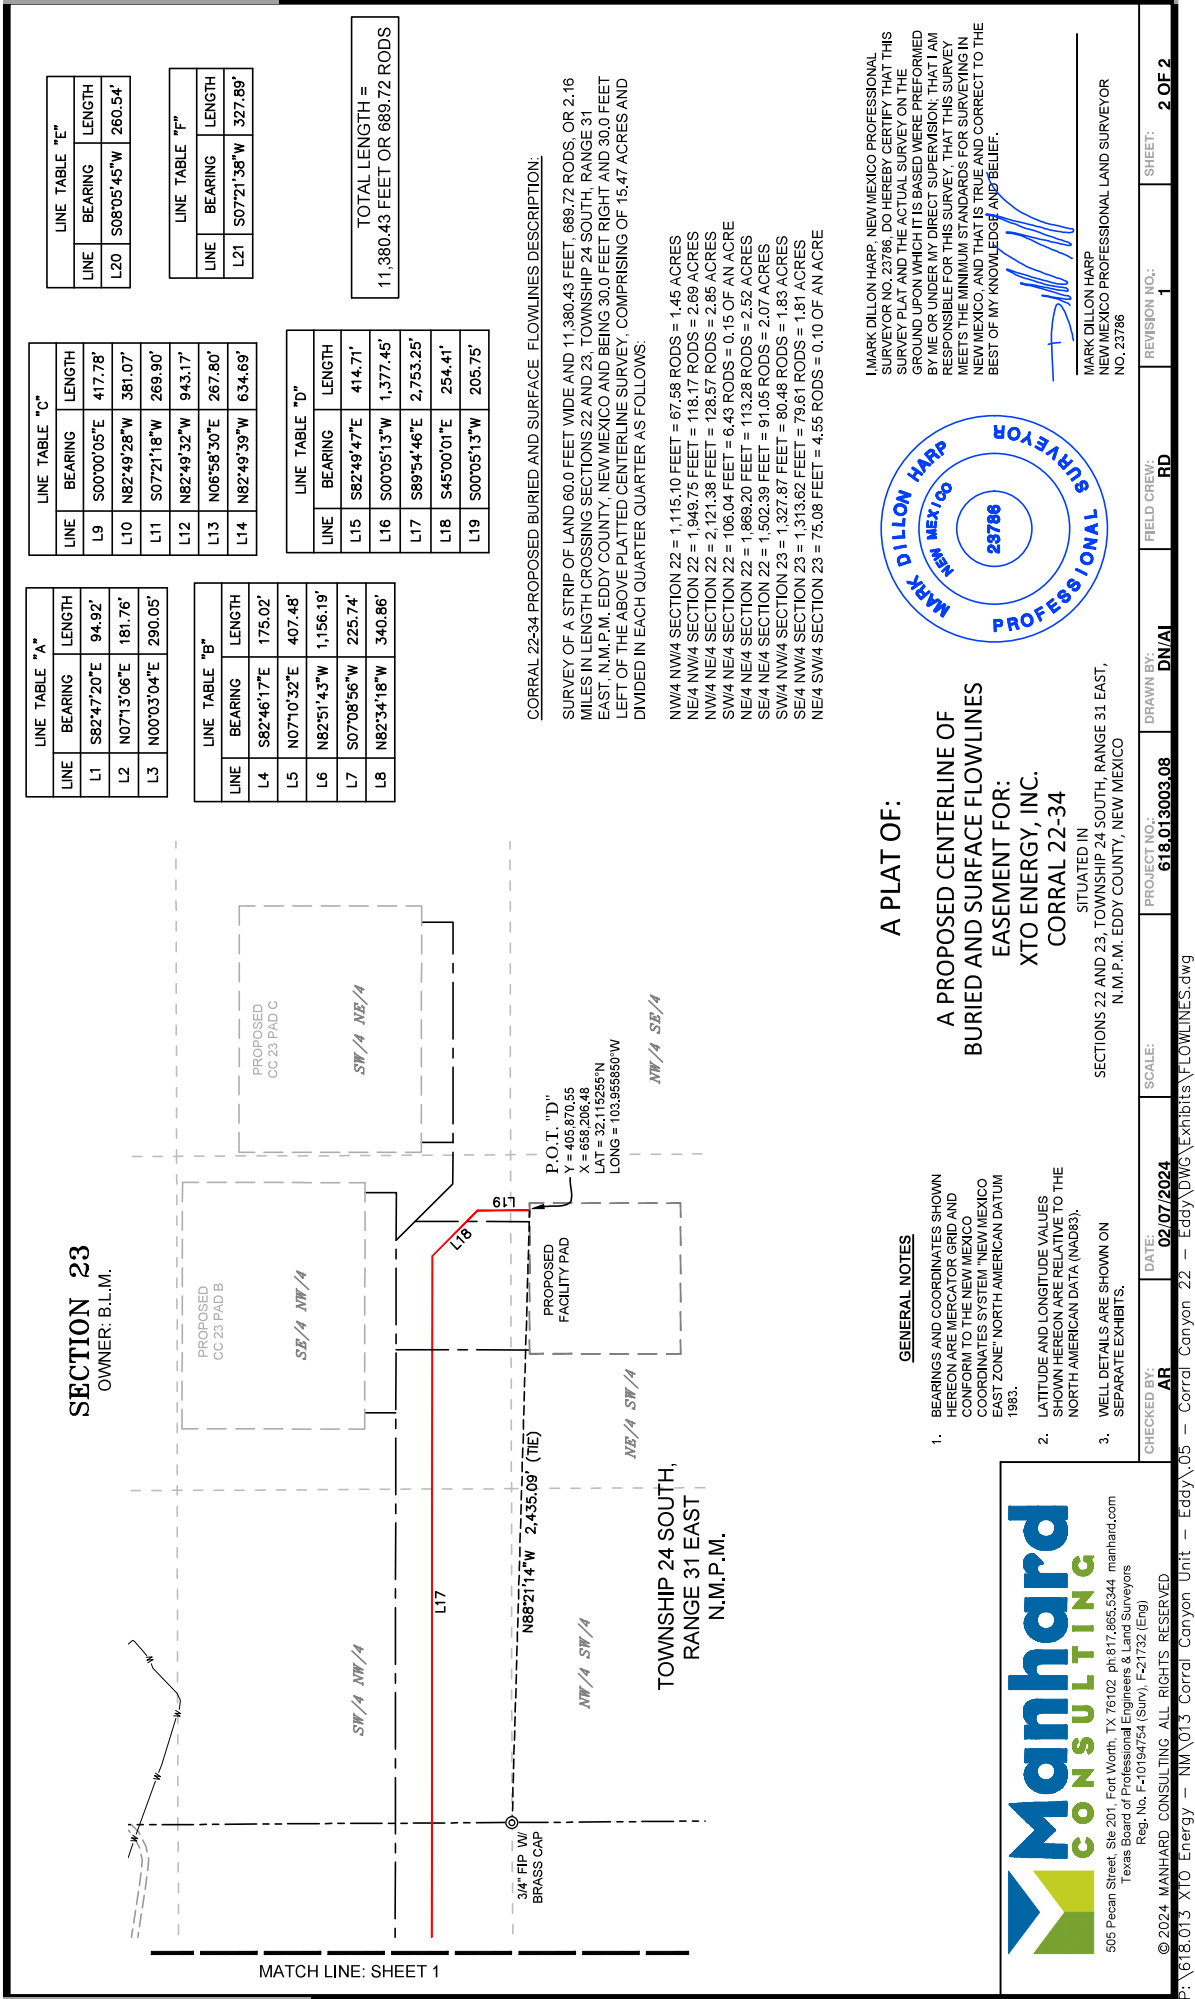 SECTION 23
OWNER: B.L.M.
PROPOSED
CC 23 PAD B
PROPOSED
CC 23 PAD C
SW/4 NW/4
SE/4 NW/4
SW/4 NE/4
W
W
W
W
W
L17
L18
L19
N88°21'14"W 2,435.09' (TIE)
P.O.T. "D"
Y = 405,870.55
X = 658,206.48
LAT = 32.115255°N
LONG = 103.955850°W
PROPOSED
FACILITY PAD
3/4" FIP W/
BRASS CAP
NW/4 SW/4
NE/4 SW/4
NW/4 SE/4
TOWNSHIP 24 SOUTH,
RANGE 31 EAST
N.M.P.M.
MATCH LINE: SHEET 1
LINE TABLE "A"
LINE BEARING LENGTH
L1 S82°47'20"E 94.92'
L2 N07°13'06"E 181.76'
L3 N00°03'04"E 290.05'
LINE TABLE "B"
LINE BEARING LENGTH
L4 S82°46'17"E 175.02'
L5 N07°10'32"E 407.48'
L6 N82°51'43"W 1,156.19'
L7 S07°08'56"W 225.74'
L8 N82°34'18"W 340.86'
LINE TABLE "C"
LINE BEARING LENGTH
L9 S00°00'05"E 417.78'
L10 N82°49'28"W 381.07'
L11 S07°21'18"W 269.90'
L12 N82°49'32"W 943.17'
L13 N06°58'30"E 267.80'
L14 N82°49'39"W 634.69'
LINE TABLE "D"
LINE BEARING LENGTH
L15 S82°49'47"E 414.71'
L16 S00°05'13"W 1,377.45'
L17 S89°54'46"E 2,753.25'
L18 S45°00'01"E 254.41'
L19 S00°05'13"W 205.75'
LINE TABLE "E"
LINE BEARING LENGTH
L20 S08°05'45"W 260.54'
LINE TABLE "F"
LINE BEARING LENGTH
L21 S07°21'38"W 327.89'
TOTAL LENGTH =
11,380.43 FEET OR 689.72 RODS
CORRAL 22-34 PROPOSED BURIED AND SURFACE FLOWLINES DESCRIPTION:
SURVEY OF A STRIP OF LAND 60.0 FEET WIDE AND 11,380.43 FEET, 689.72 RODS, OR 2.16
MILES IN LENGTH CROSSING SECTIONS 22 AND 23, TOWNSHIP 24 SOUTH, RANGE 31
EAST, N.M.P.M. EDDY COUNTY, NEW MEXICO AND BEING 30.0 FEET RIGHT AND 30.0 FEET
LEFT OF THE ABOVE PLATTED CENTERLINE SURVEY, COMPRISING OF 15.47 ACRES AND
DIVIDED IN EACH QUARTER QUARTER AS FOLLOWS:
NW/4 NW/4 SECTION 22 = 1,115.10 FEET = 67.58 RODS = 1.45 ACRES
NE/4 NW/4 SECTION 22 = 1,949.75 FEET = 118.17 RODS = 2.69 ACRES
NW/4 NE/4 SECTION 22 = 2,121.38 FEET = 128.57 RODS = 2.85 ACRES
SW/4 NE/4 SECTION 22 = 106.04 FEET = 6.43 RODS = 0.15 OF AN ACRE
NE/4 NE/4 SECTION 22 = 1,869.20 FEET = 113.28 RODS = 2.52 ACRES
SE/4 NE/4 SECTION 22 = 1,502.39 FEET = 91.05 RODS = 2.07 ACRES
SW/4 NW/4 SECTION 23 = 1,327.87 FEET = 80.48 RODS = 1.83 ACRES
SE/4 NW/4 SECTION 23 = 1,313.62 FEET = 79.61 RODS = 1.81 ACRES
NE/4 SW/4 SECTION 23 = 75.08 FEET = 4.55 RODS = 0.10 OF AN ACRE
GENERAL NOTES
1. BEARINGS AND COORDINATES SHOWN
HEREON ARE MERCATOR GRID AND
CONFORM TO THE NEW MEXICO
COORDINATES SYSTEM "NEW MEXICO
EAST ZONE" NORTH AMERICAN DATUM
1983.
2. LATITUDE AND LONGITUDE VALUES
SHOWN HEREON ARE RELATIVE TO THE
NORTH AMERICAN DATA (NAD83).
3. WELL DETAILS ARE SHOWN ON
SEPARATE EXHIBITS.
A PLAT OF:
A PROPOSED CENTERLINE OF
BURIED AND SURFACE FLOWLINES
EASEMENT FOR:
XTO ENERGY, INC.
CORRAL 22-34
SITUATED IN
SECTIONS 22 AND 23, TOWNSHIP 24 SOUTH, RANGE 31 EAST,
N.M.P.M. EDDY COUNTY, NEW MEXICO
MARK DILLON HARP
NEW MEXICO
23786
PROFESSIONAL SURVEYOR
I,MARK DILLON HARP, NEW MEXICO PROFESSIONAL
SURVEYOR NO. 23786, DO HEREBY CERTIFY THAT THIS
SURVEY PLAT AND THE ACTUAL SURVEY ON THE
GROUND UPON WHICH IT IS BASED WERE PREFORMED
BY ME OR UNDER MY DIRECT SUPERVISION; THAT I AM
RESPONSIBLE FOR THIS SURVEY, THAT THIS SURVEY
MEETS THE MINIMUM STANDARDS FOR SURVEYING IN
NEW MEXICO, AND THAT IS TRUE AND CORRECT TO THE
BEST OF MY KNOWLEDGE AND BELIEF.
MARK DILLON HARP
NEW MEXICO PROFESSIONAL LAND SURVEYOR
NO. 23786
Manhard
CONSULTING
505 Pecan Street, Ste 201, Fort Worth, TX 76102 ph:817.865.5344 manhard.com
Texas Board of Professional Engineers & Land Surveyors
Reg. No. F-10194754 (Surv), F-21732 (Eng)
© 2024 MANHARD CONSULTING ALL RIGHTS RESERVED
CHECKED BY: AR
DATE: 02/07/2024
SCALE:
PROJECT NO.: 618.013003.08
DRAWN BY: DN/AI
FIELD CREW: RD
REVISION NO.: 1
SHEET: 2 OF 2
P:\618.013 XTO Energy - NM\013 Corral Canyon Unit - Eddy\.05 - Corral Canyon 22 - Eddy\DWG\Exhibits\FLOWLINES.dwg